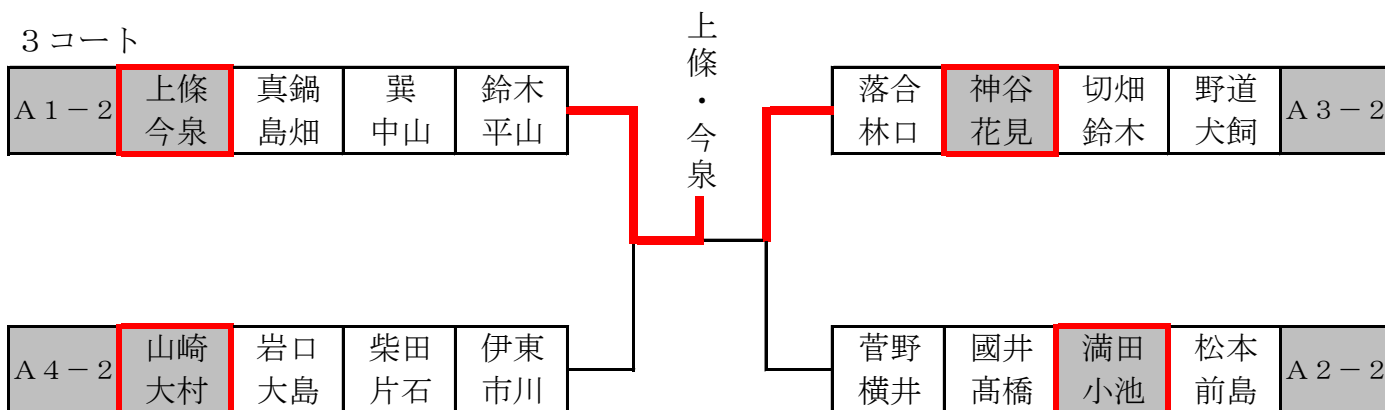 3コート
上條・今泉
A1-2
上條
今泉
真鍋
島畑
巽
中山
鈴木
平山
落合
林口
神谷
花見
切畑
鈴木
野道
犬飼
A3-2
A4-2
山崎
大村
岩口
大島
柴田
片石
伊東
市川
菅野
横井
國井
髙橋
満田
小池
松本
前島
A2-2